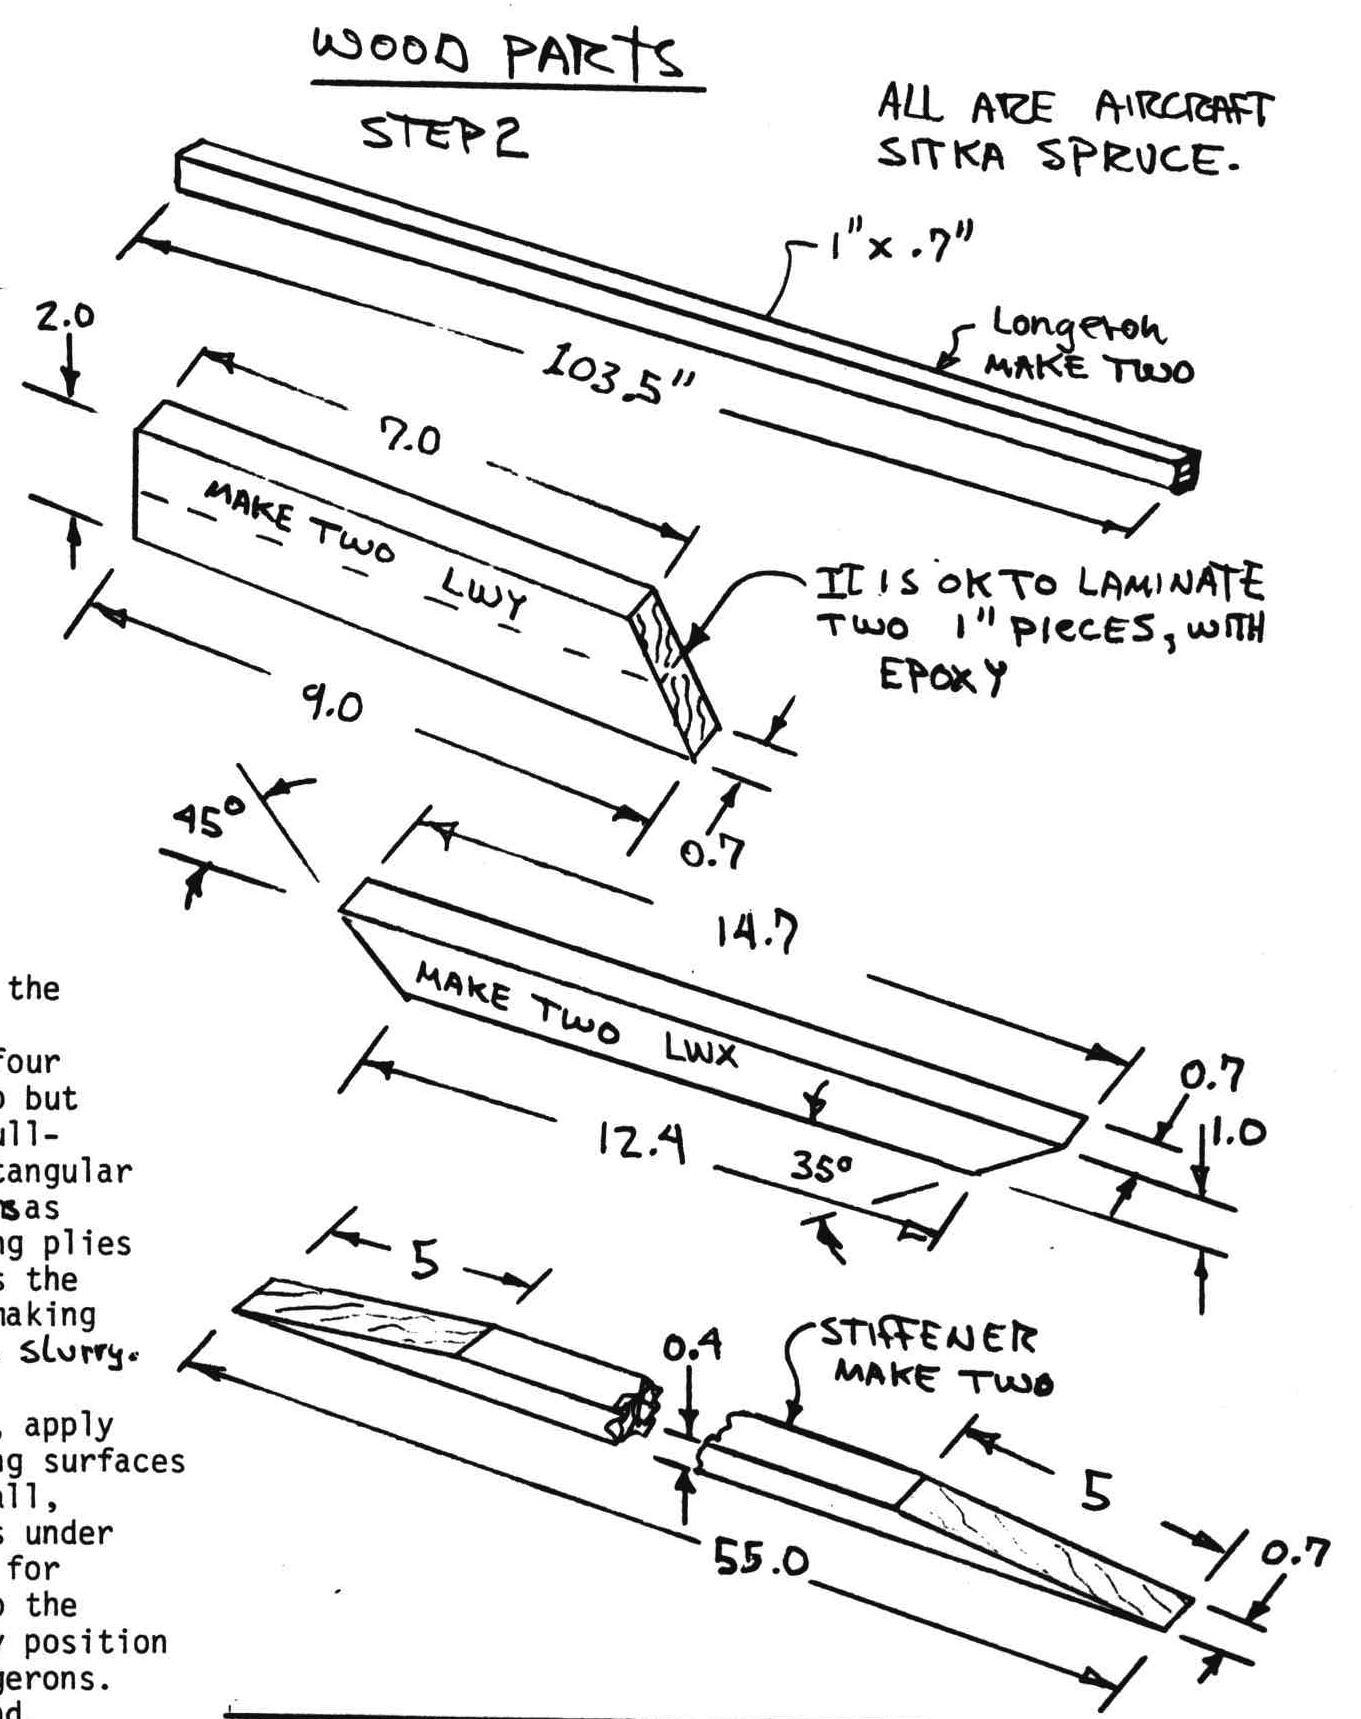 WOOD PARTS
STEP 2
ALL ARE AIRCRAFT
SITKA SPRUCE.
1" x .7"
Longeron
MAKE TWO
103.5"
2.0
7.0
MAKE TWO LWY
IT IS OK TO LAMINATE
TWO 1" PIECES, WITH
EPOXY
9.0
0.7
45°
14.7
MAKE TWO LWX
0.7
1.0
12.4
35°
5
0.4
STIFFENER
MAKE TWO
5
55.0
0.7
the
four
but
tangular
as
plies
the
making
slurry.
apply
surfaces
all,
under
for
the
position
gerons.